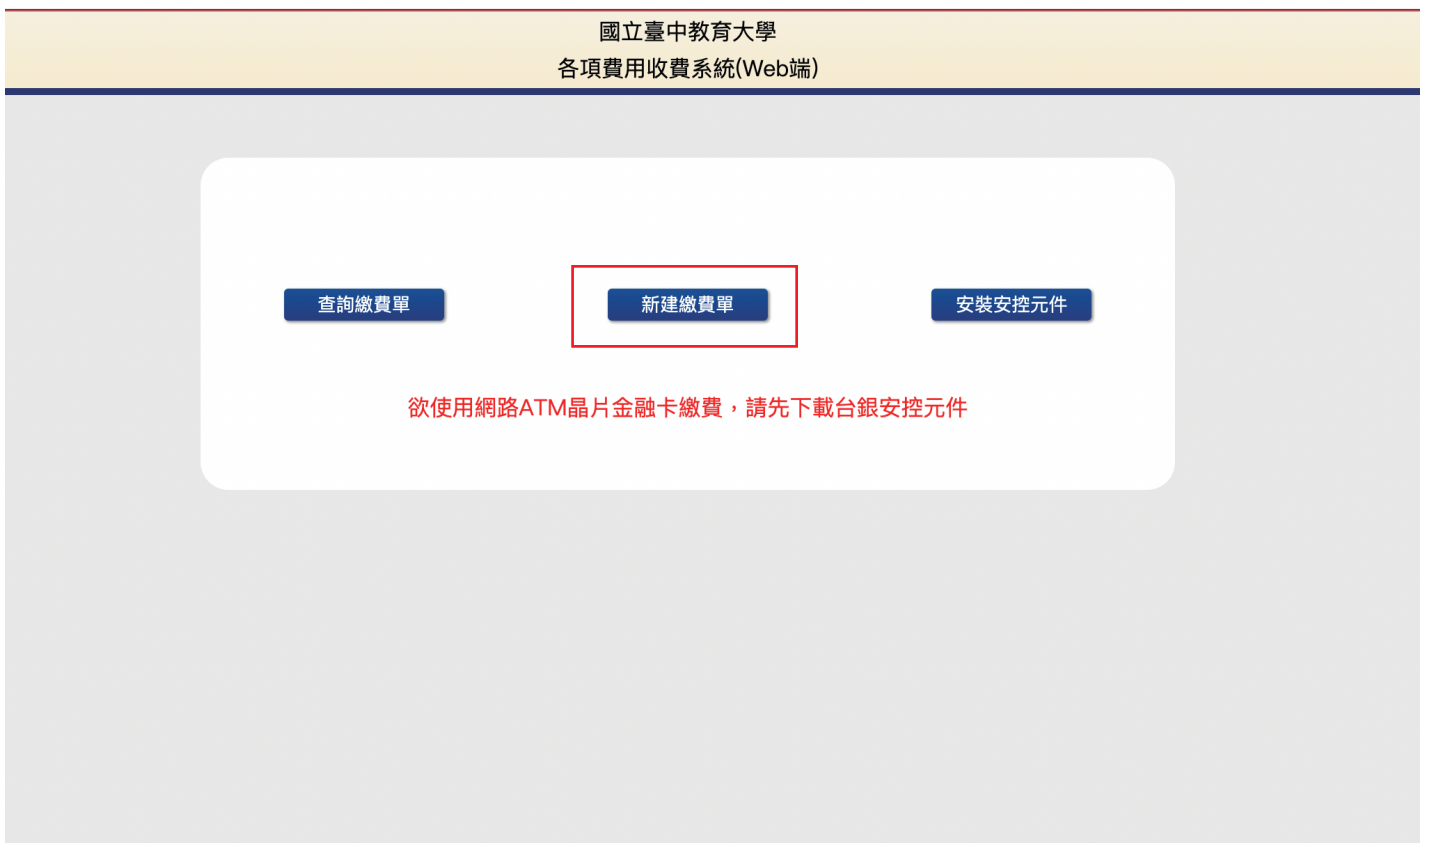 國立臺中教育大學
各項費用收費系統(Web端)
查詢繳費單
新建繳費單
安裝安控元件
欲使用網路ATM晶片金融卡繳費，請先下載台銀安控元件